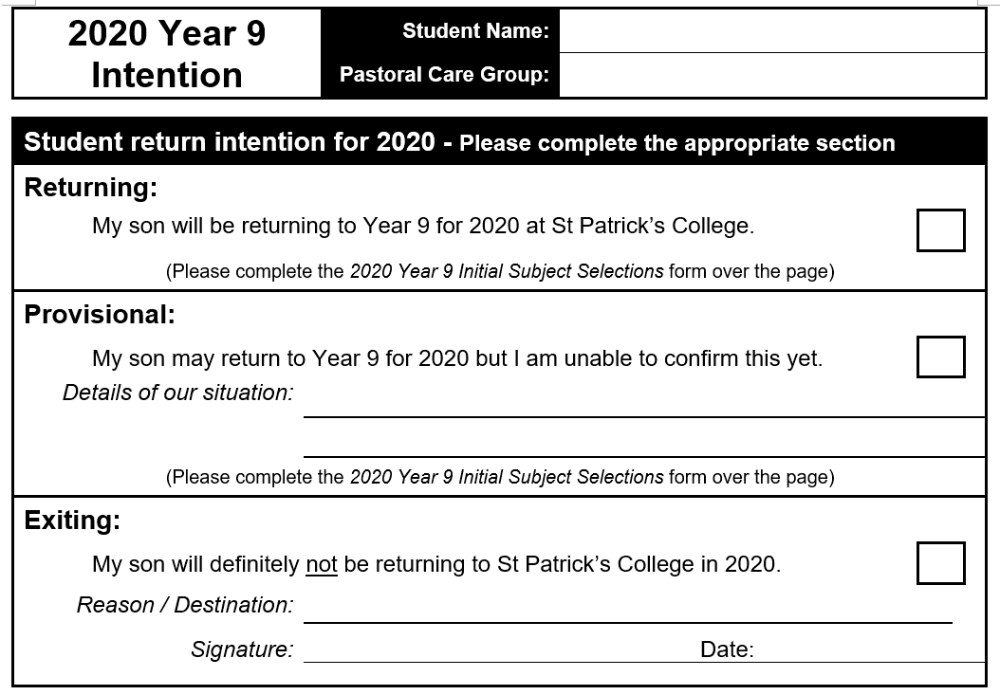 2020 Year 9
Intention
Student Name:
Pastoral Care Group:
Student return intention for 2020 - Please complete the appropriate section
Returning:
My son will be returning to Year 9 for 2020 at St Patrick’s College.
(Please complete the 2020 Year 9 Initial Subject Selections form over the page)
Provisional:
My son may return to Year 9 for 2020 but I am unable to confirm this yet.
Details of our situation:
(Please complete the 2020 Year 9 Initial Subject Selections form over the page)
Exiting:
My son will definitely not be returning to St Patrick’s College in 2020.
Reason / Destination:
Signature: Date: